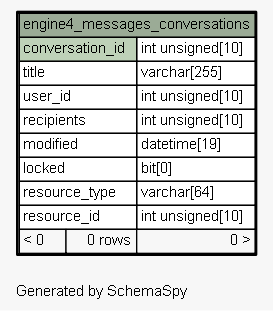 engine4_messages_conversations
conversation_id int unsigned[10]
title varchar[255]
user_id int unsigned[10]
recipients int unsigned[10]
modified datetime[19]
locked bit[0]
resource_type varchar[64]
resource_id int unsigned[10]
< 0 0 rows 0 >
Generated by SchemaSpy